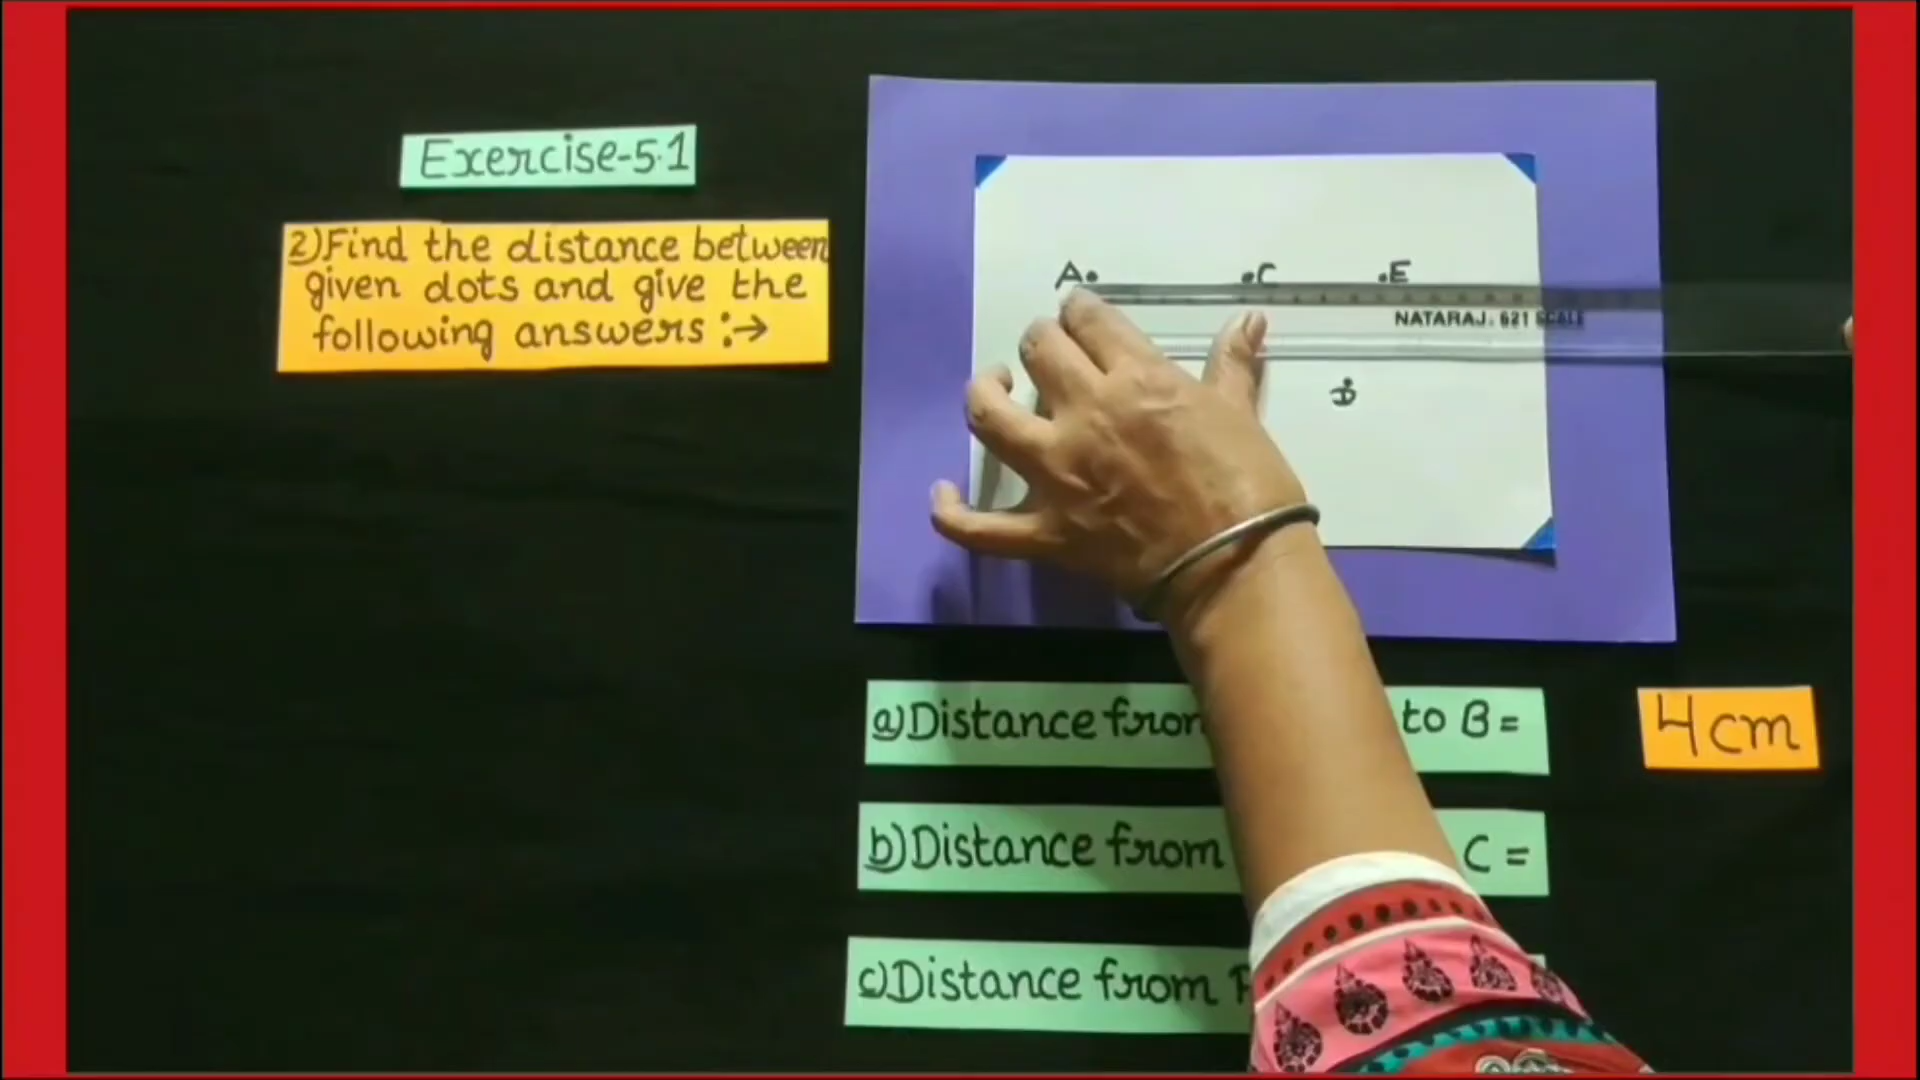 Exercise-5.1
2) Find the distance between
given dots and give the
following answers :→
A
C
E
NATARAJ. 621 SCALE
D
a) Distance from to B =
4 cm
b) Distance from C =
c) Distance from